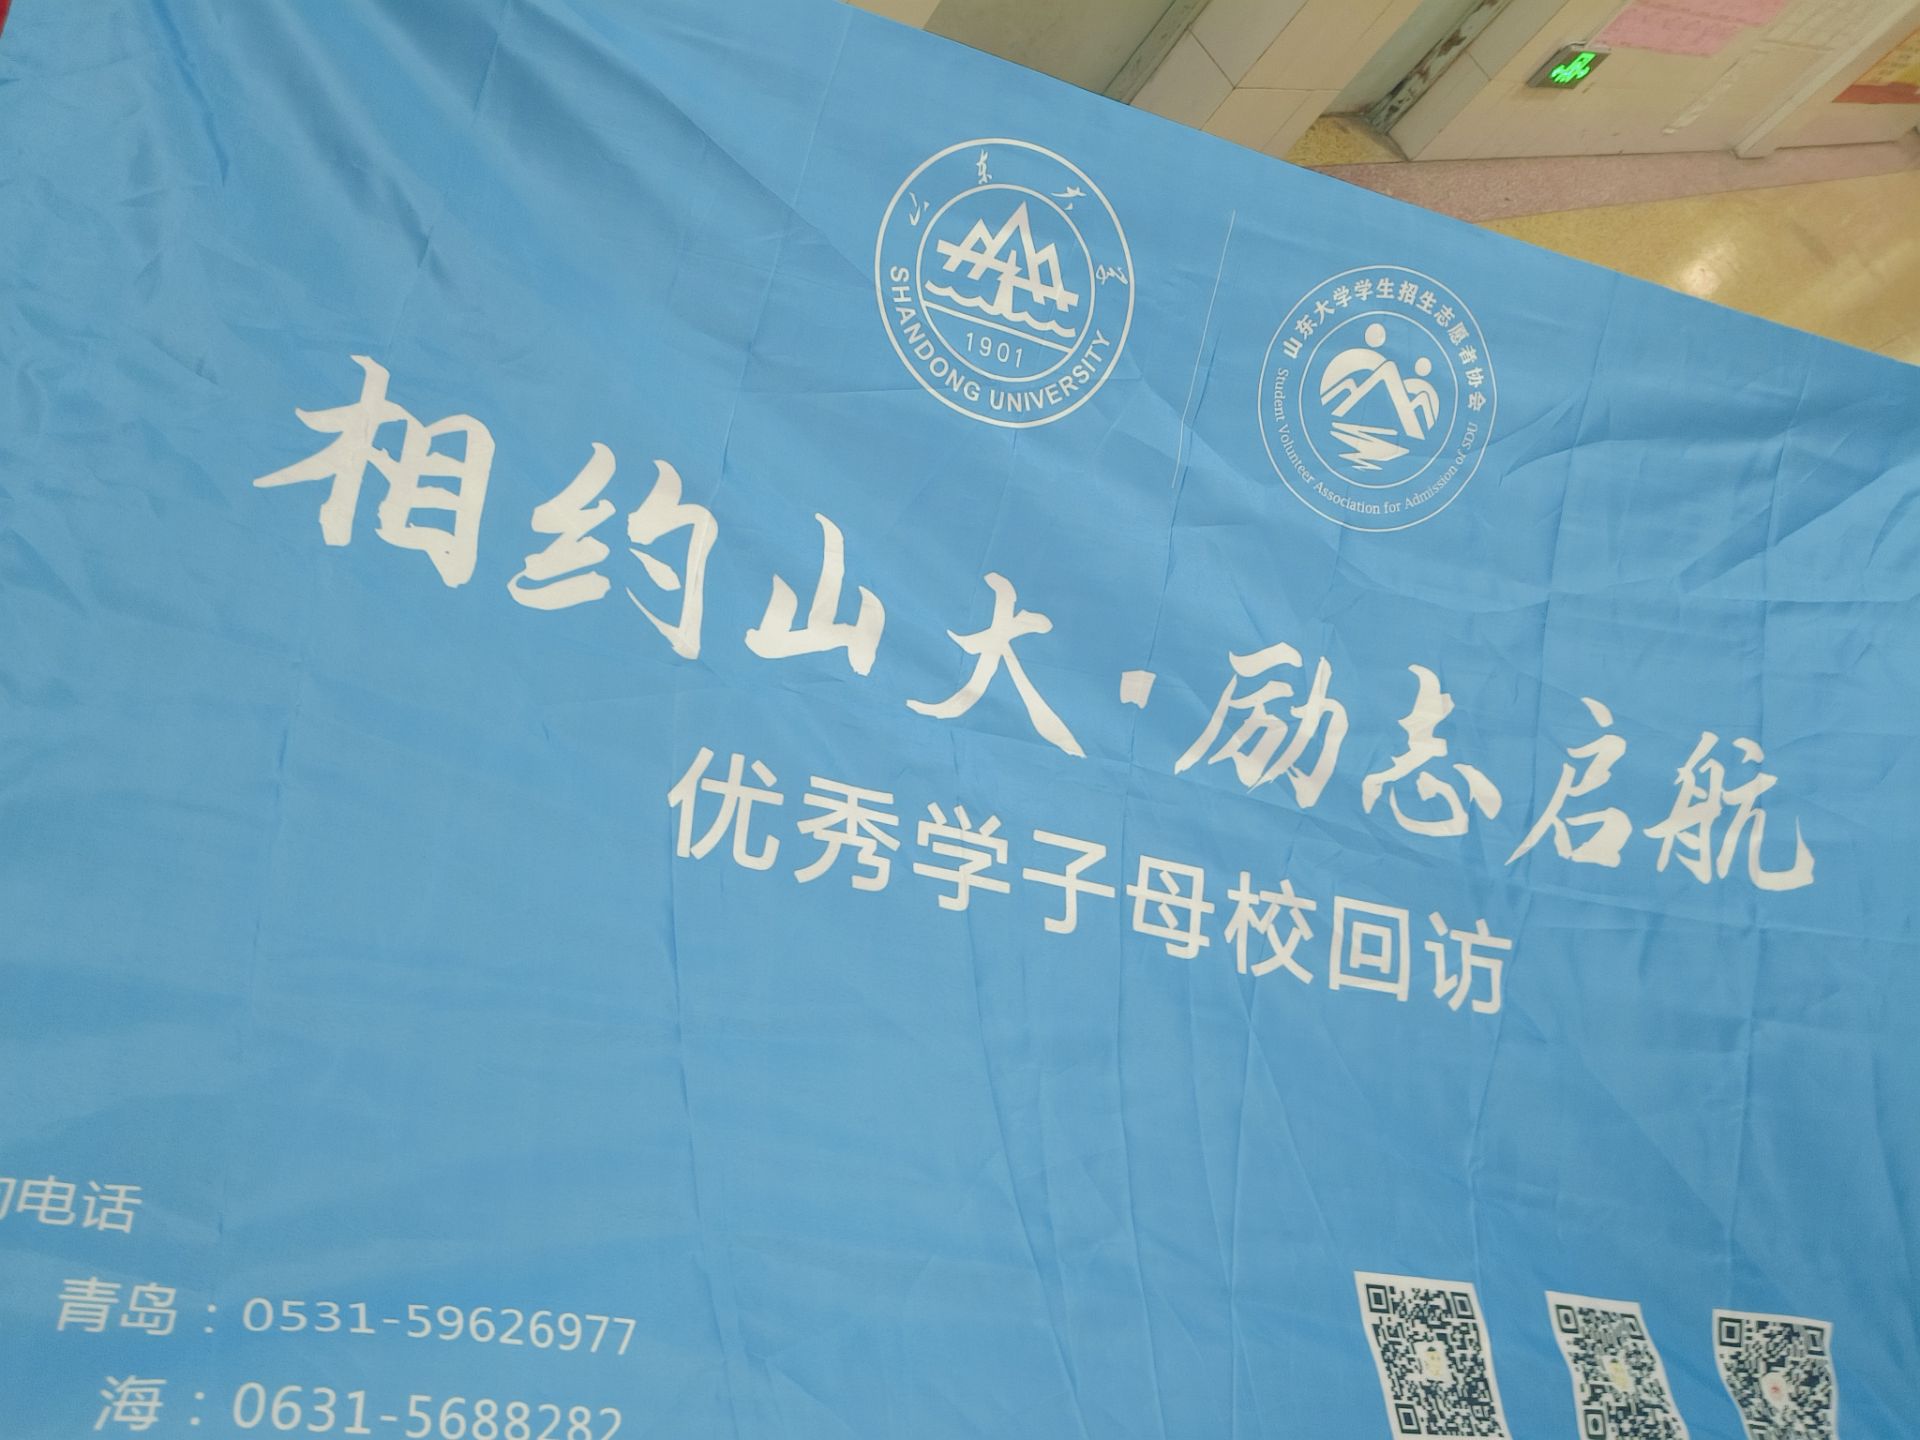 山东大学
SHANDONG UNIVERSITY
1901
山东大学学生招生志愿者协会
Student Volunteer Association for Admission of SDU
相约山大·励志启航
优秀学子母校回访
电话
青岛：0531-59626977
海：0631-5688282